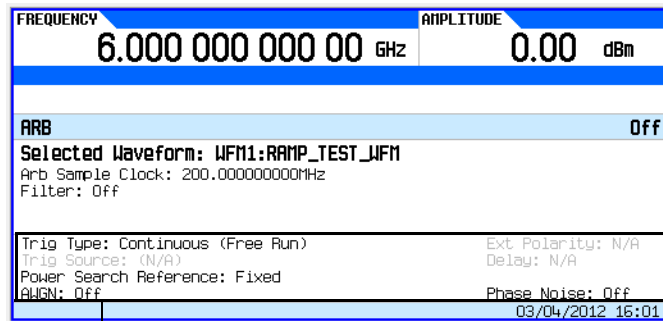 FREQUENCY AMPLITUDE
6.000 000 000 00 GHz 0.00 dBm
ARB Off
Selected Waveform: WFM1:RAMP_TEST_WFM
Arb Sample Clock: 200.000000000MHz
Filter: Off
Trig Type: Continuous (Free Run) Ext Polarity: N/A
Trig Source: (N/A) Delay: N/A
Power Search Reference: Fixed
AWGN: Off Phase Noise: Off
03/04/2012 16:01